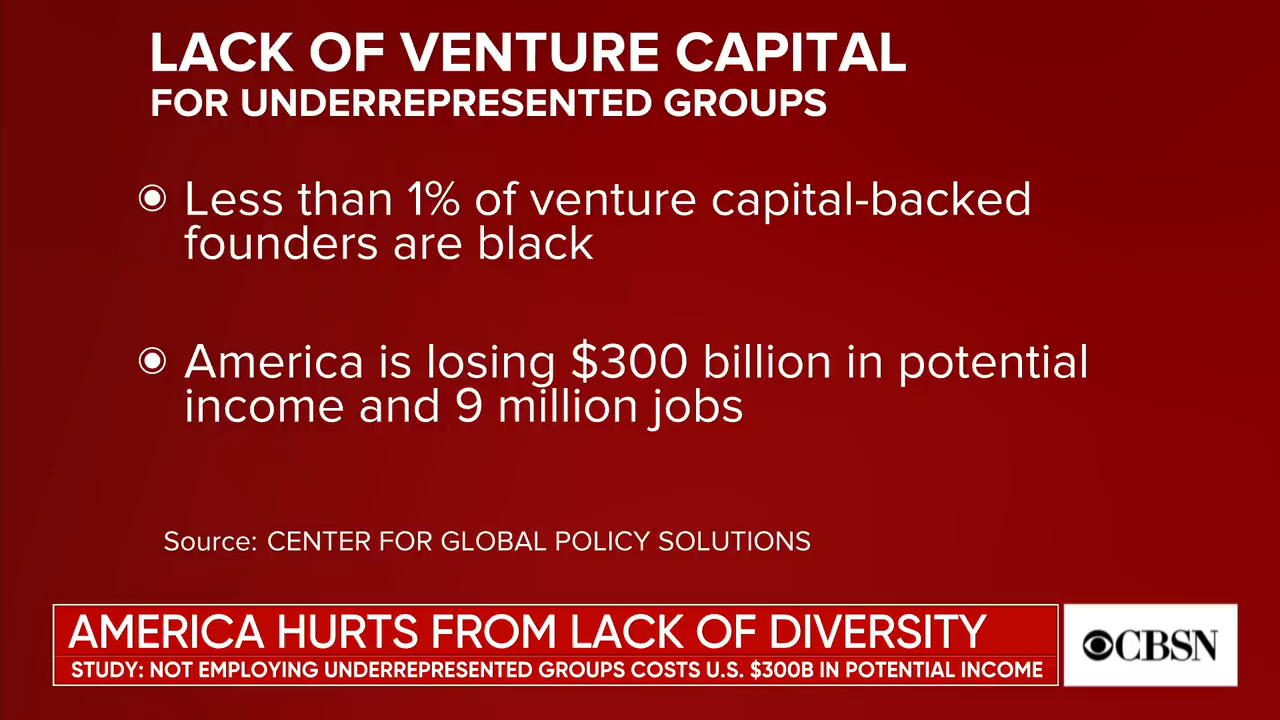 LACK OF VENTURE CAPITAL
FOR UNDERREPRESENTED GROUPS
Less than 1% of venture capital-backed
founders are black
America is losing $300 billion in potential
income and 9 million jobs
Source: CENTER FOR GLOBAL POLICY SOLUTIONS
AMERICA HURTS FROM LACK OF DIVERSITY
STUDY: NOT EMPLOYING UNDERREPRESENTED GROUPS COSTS U.S. $300B IN POTENTIAL INCOME
CBSN